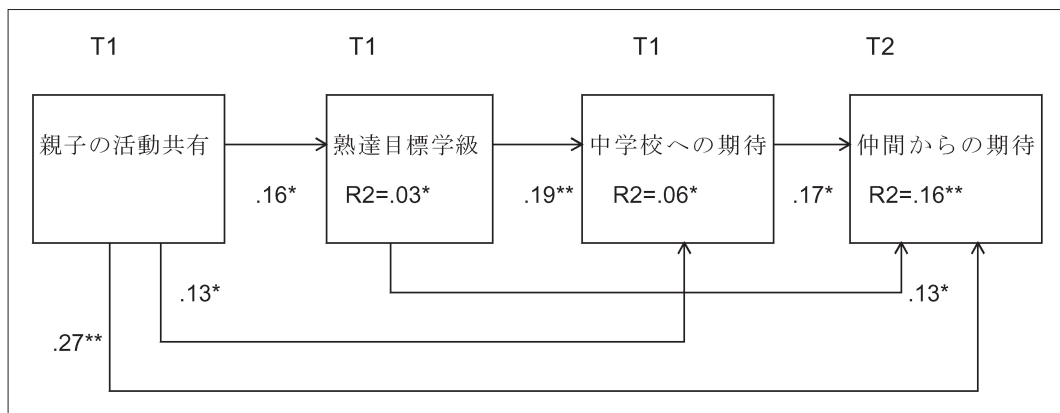 T1
T1
T1
T2
親子の活動共有
熟達目標学級
中学校への期待
仲間からの期待
.16*
R2=.03*
.19**
R2=.06*
.17*
R2=.16**
.13*
.13*
.27**